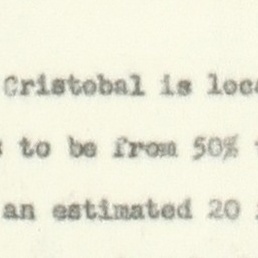 Cristobal is loc
to be from 50%
an estimated 20